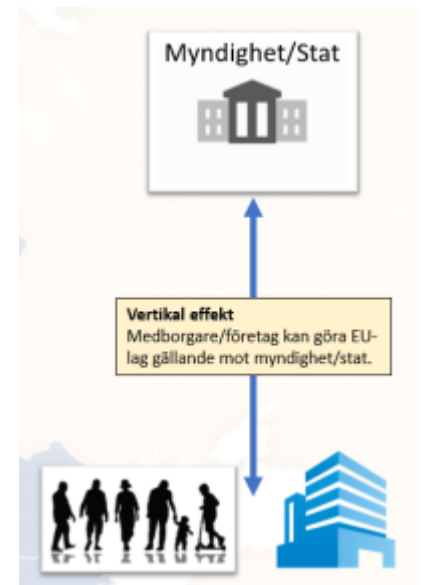 Myndighet/Stat
Vertikal effekt
Medborgare/företag kan göra EU-
lag gällande mot myndighet/stat.